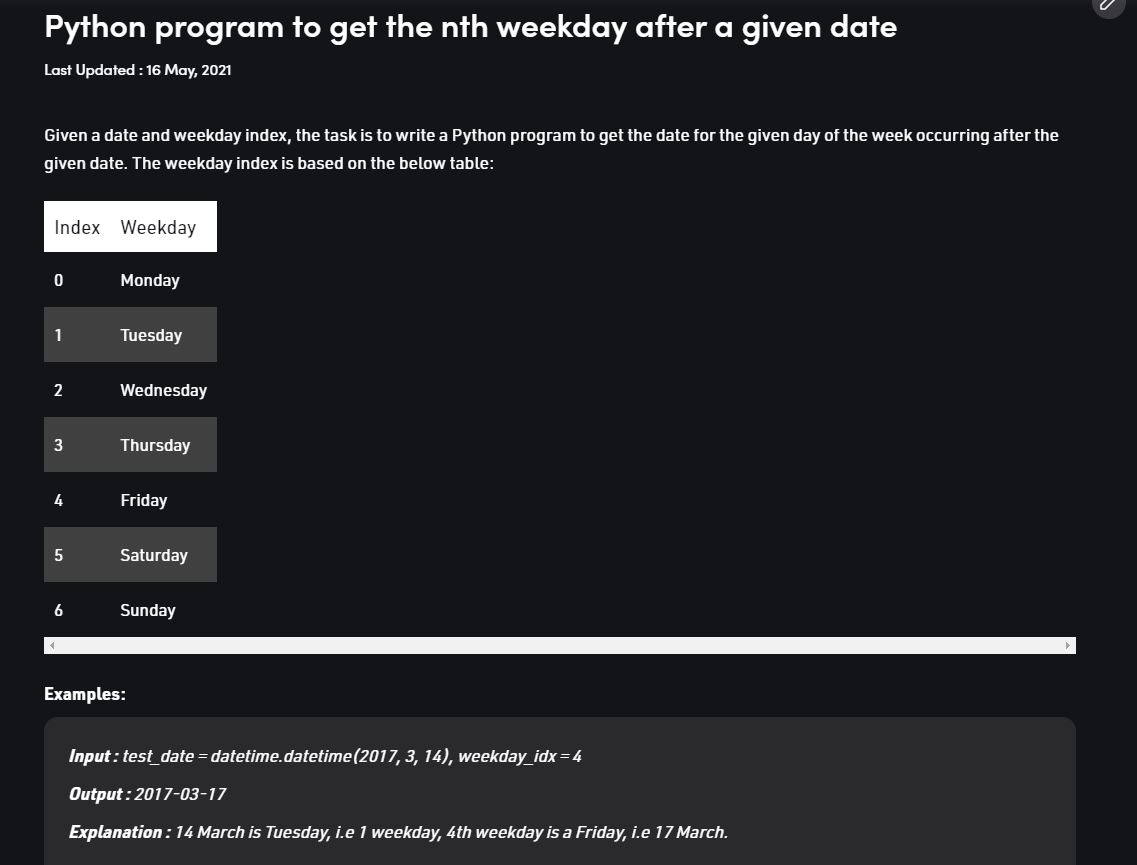 Python program to get the nth weekday after a given date
Last Updated : 16 May, 2021
Given a date and weekday index, the task is to write a Python program to get the date for the given day of the week occurring after the
given date. The weekday index is based on the below table:
Index Weekday
0 Monday
1 Tuesday
2 Wednesday
3 Thursday
4 Friday
5 Saturday
6 Sunday
Examples:
Input : test_date = datetime.datetime(2017, 3, 14), weekday_idx = 4
Output : 2017-03-17
Explanation : 14 March is Tuesday, i.e 1 weekday, 4th weekday is a Friday, i.e 17 March.